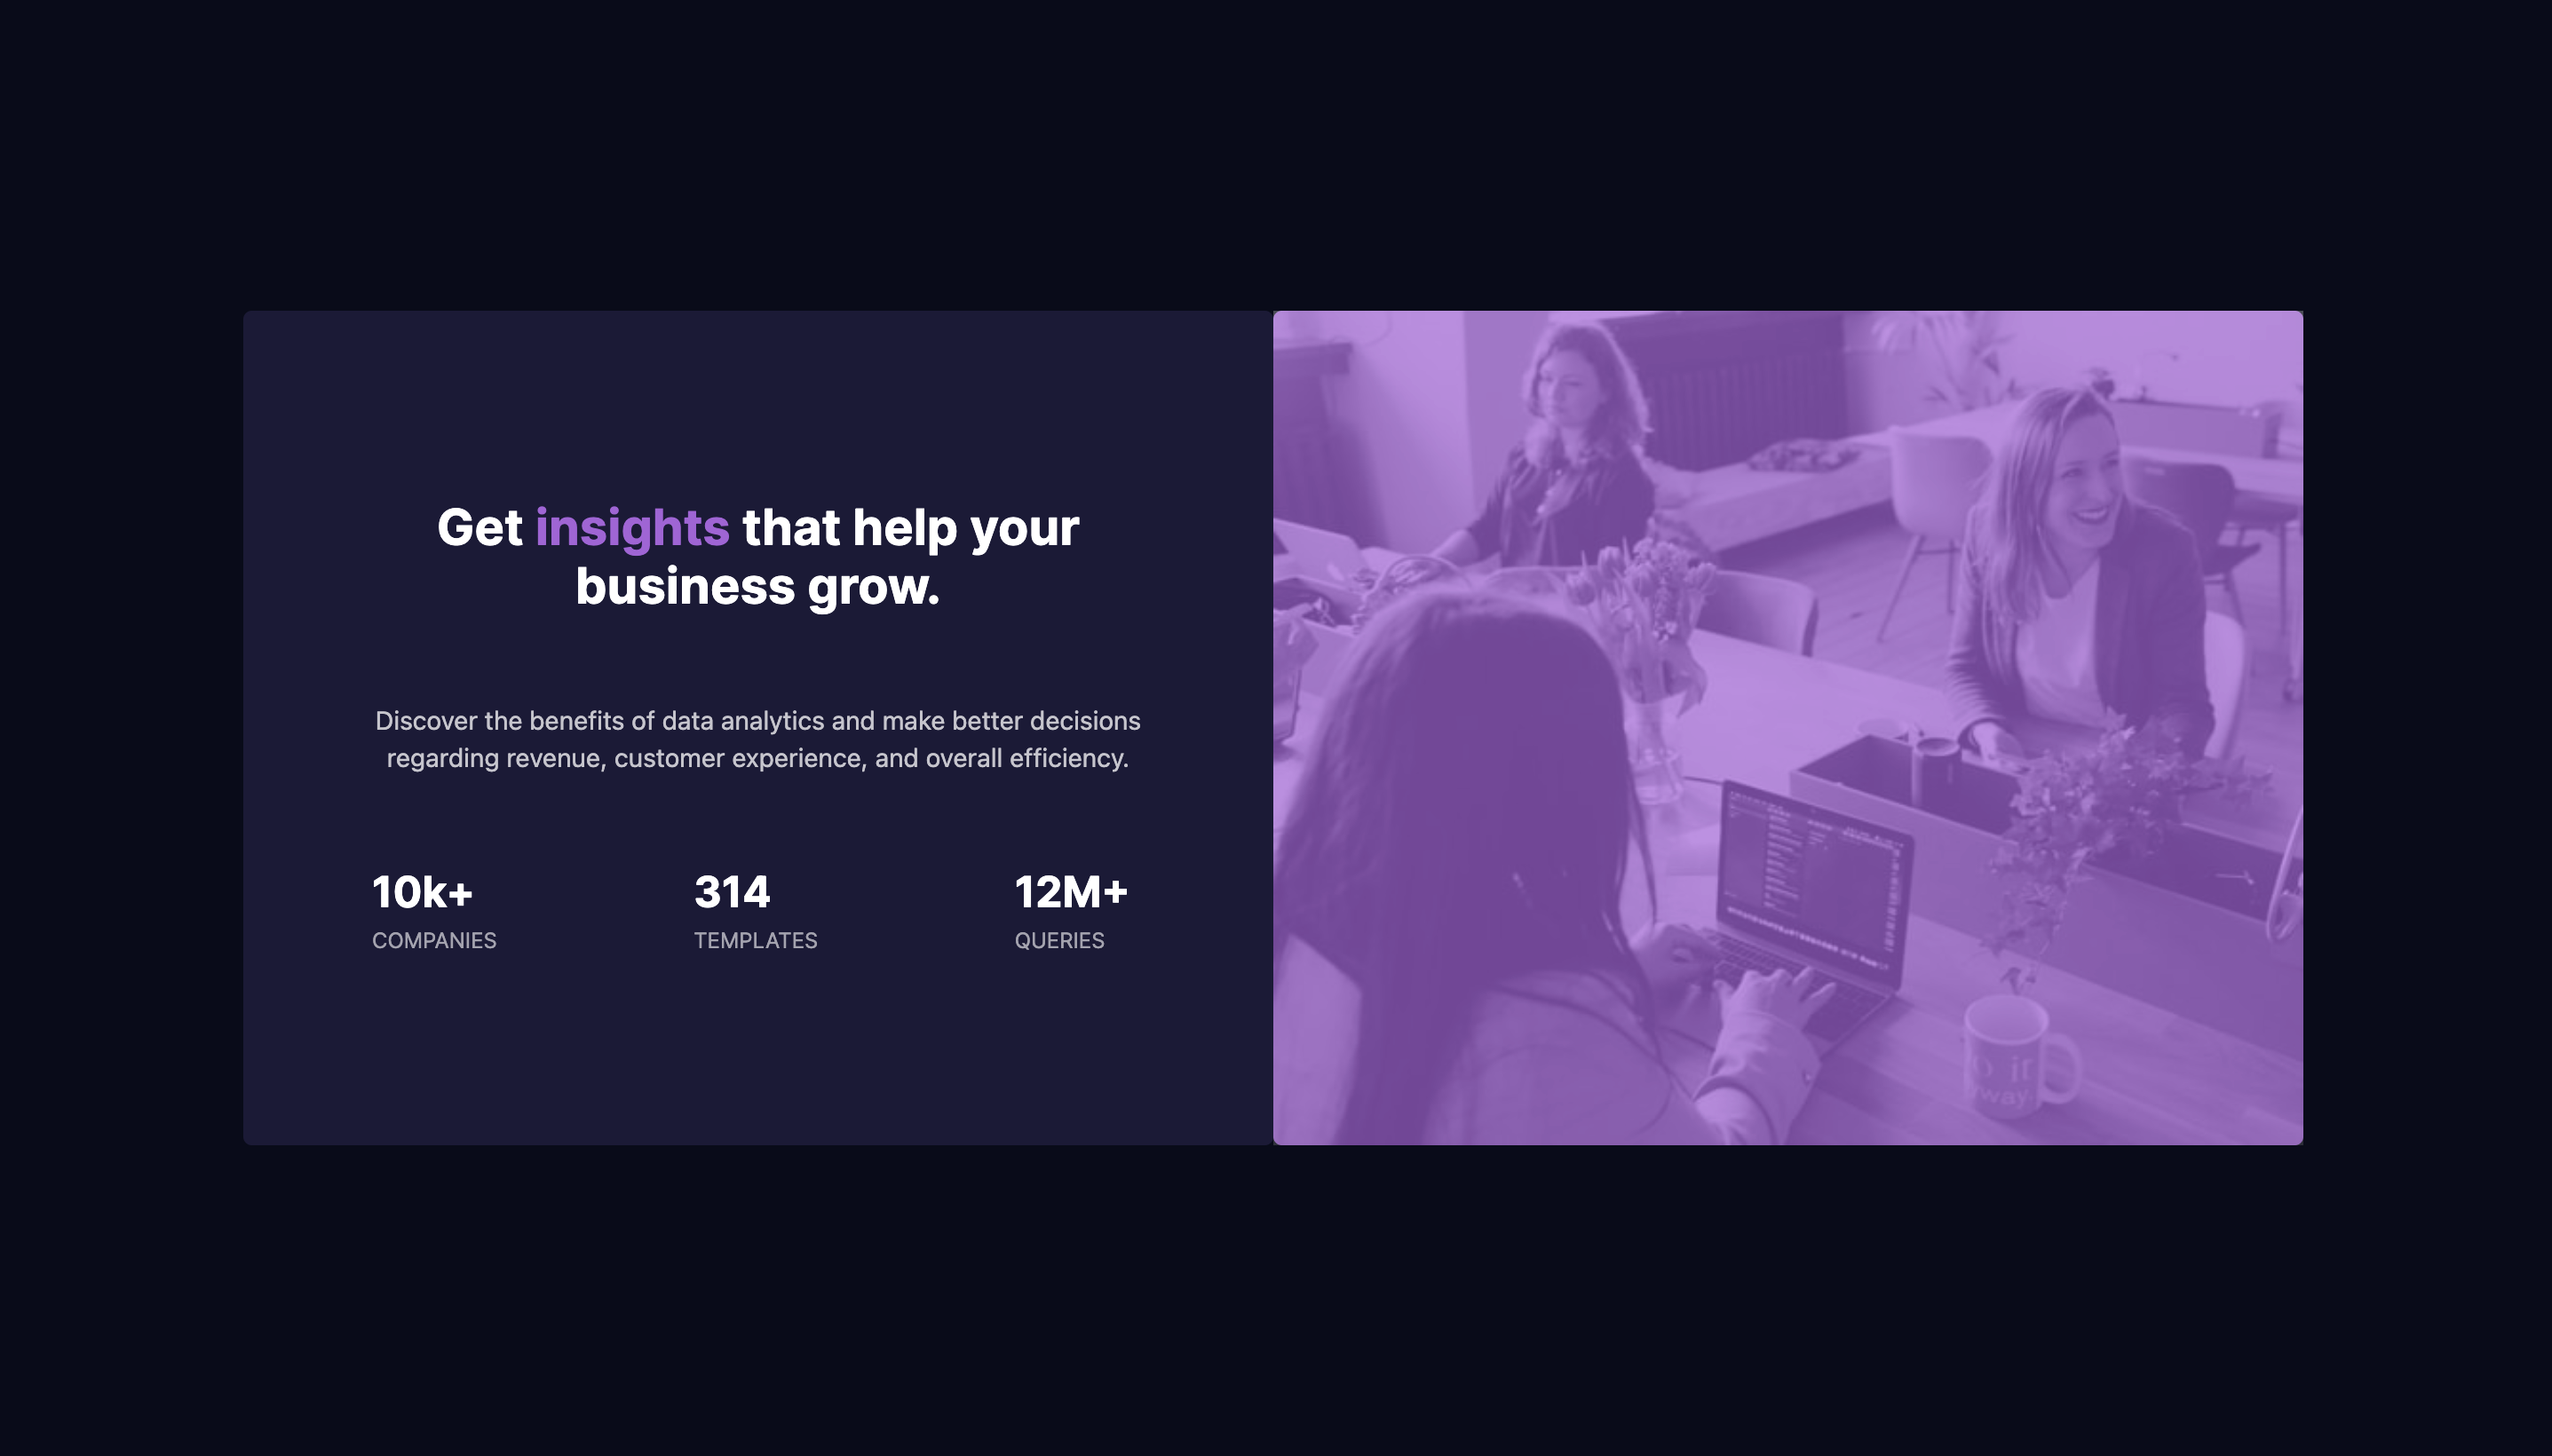 Get insights that help your
business grow.
Discover the benefits of data analytics and make better decisions
regarding revenue, customer experience, and overall efficiency.
10k+
COMPANIES
314
TEMPLATES
12M+
QUERIES